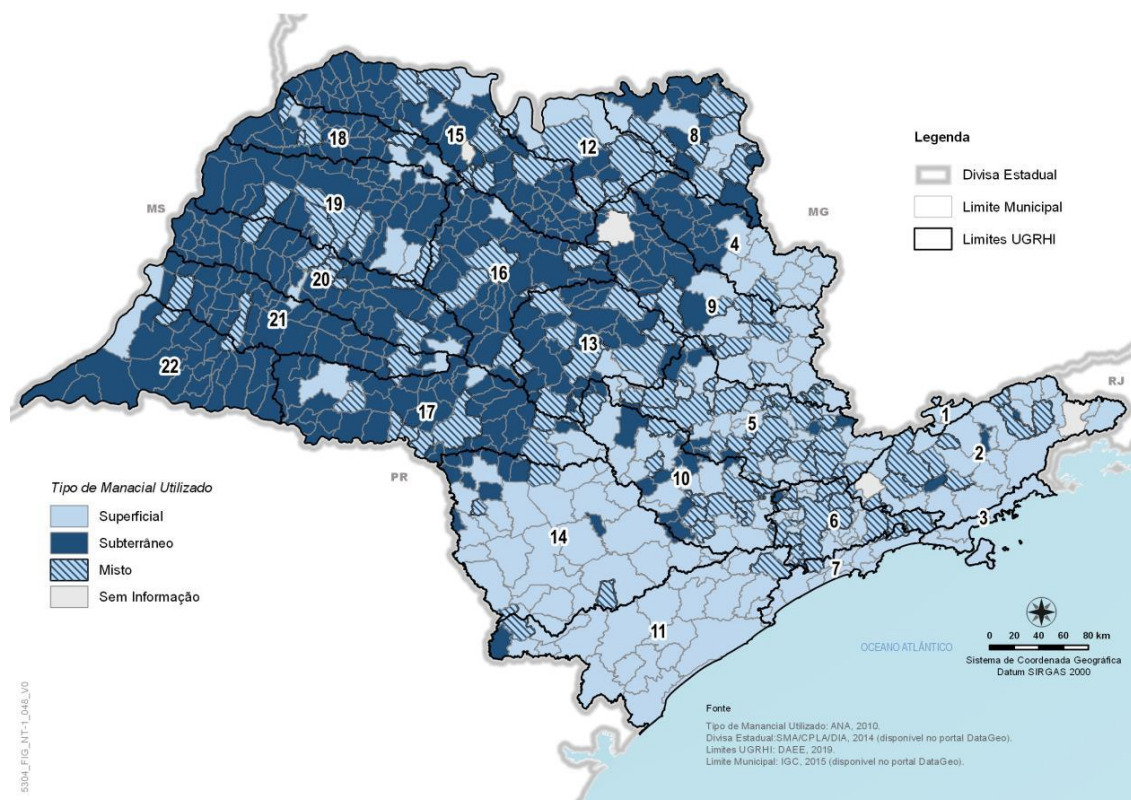 18
15
12
8
MS
19
MG
4
20
16
21
9
13
22
17
5
RJ
1
2
PR
10
6
3
14
7
11
Legenda
Divisa Estadual
Limite Municipal
Limites UGRHI
Tipo de Manacial Utilizado
Superficial
Subterrâneo
Misto
Sem Informação
OCEANO ATLÂNTICO
0 20 40 60 80 km
Sistema de Coordenada Geográfica
Datum SIRGAS 2000
Fonte
Tipo de Manancial Utilizado: ANA, 2010.
Divisa Estadual:SMA/CPLA/DIA, 2014 (disponível no portal DataGeo).
Limites UGRHI: DAEE, 2019.
Limite Municipal: IGC, 2015 (disponível no portal DataGeo).
5304_FIG_NT-1_048_V0